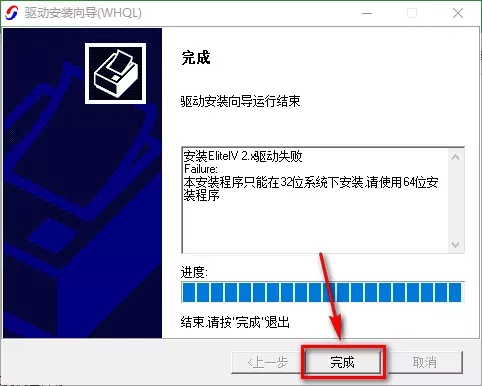 驱动安装向导(WHQL)
完成
驱动安装向导运行结束
安装EliteIV 2.x驱动失败
Failure:
本安装程序只能在32位系统下安装.请使用64位安
装程序
进度:
结束.请按"完成"退出
<上一步
完成
取消